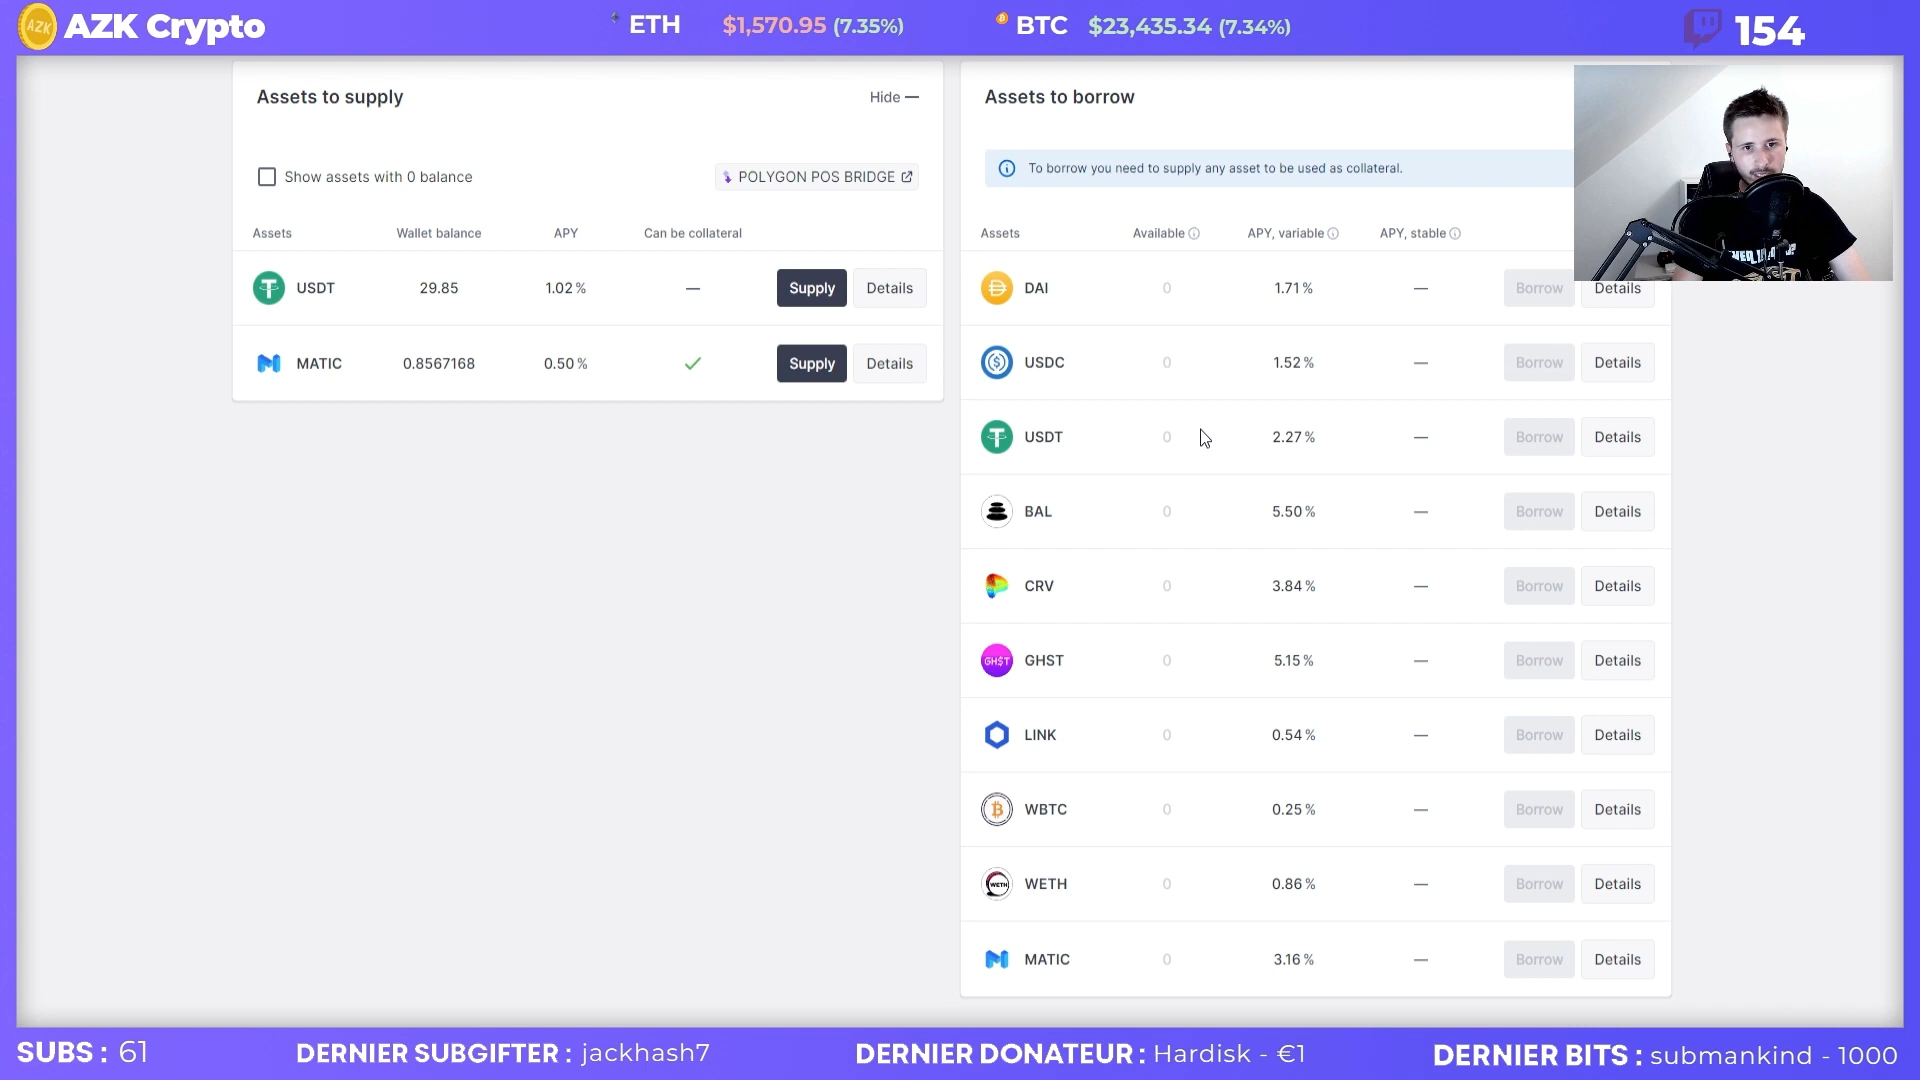 AZK
AZK Crypto
ETH $1,570.95 (7.35%)
BTC $23,435.34 (7.34%)
154
Assets to supply
Hide —
Show assets with 0 balance
POLYGON POS BRIDGE
Assets Wallet balance APY Can be collateral
USDT 29.85 1.02 % — Supply Details
MATIC 0.8567168 0.50 % Supply Details
Assets to borrow
To borrow you need to supply any asset to be used as collateral.
Assets Available APY, variable APY, stable
DAI 0 1.71 % — Borrow Details
USDC 0 1.52 % — Borrow Details
USDT 0 2.27 % — Borrow Details
BAL 0 5.50 % — Borrow Details
CRV 0 3.84 % — Borrow Details
GHST GHST 0 5.15 % — Borrow Details
LINK 0 0.54 % — Borrow Details
WBTC 0 0.25 % — Borrow Details
WETH WETH 0 0.86 % — Borrow Details
MATIC 0 3.16 % — Borrow Details
SUBS : 61
DERNIER SUBGIFTER : jackhash7
DERNIER DONATEUR : Hardisk - €1
DERNIER BITS : submankind - 1000